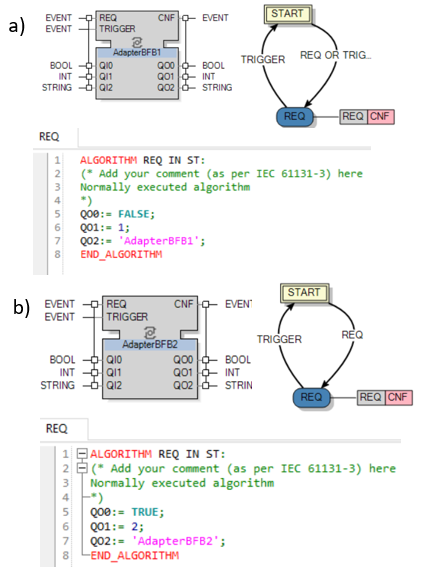 a)
EVENT REQ CNF EVENT
EVENT TRIGGER
AdapterBFB1
BOOL QI0 QO0 BOOL
INT QI1 QO1 INT
STRING QI2 QO2 STRING
START
TRIGGER
REQ OR TRIG...
REQ REQ CNF
REQ
1 ALGORITHM REQ IN ST:
2 (* Add your comment (as per IEC 61131-3) here
3 Normally executed algorithm
4 *)
5 QO0:= FALSE;
6 QO1:= 1;
7 QO2:= 'AdapterBFB1';
8 END_ALGORITHM
b)
EVENT REQ CNF EVENT
EVENT TRIGGER
AdapterBFB2
BOOL QI0 QO0 BOOL
INT QI1 QO1 INT
STRING QI2 QO2 STRIN
START
TRIGGER
REQ
REQ REQ CNF
REQ
1 ALGORITHM REQ IN ST:
2 (* Add your comment (as per IEC 61131-3) here
3 Normally executed algorithm
4 *)
5 QO0:= TRUE;
6 QO1:= 2;
7 QO2:= 'AdapterBFB2';
8 END_ALGORITHM